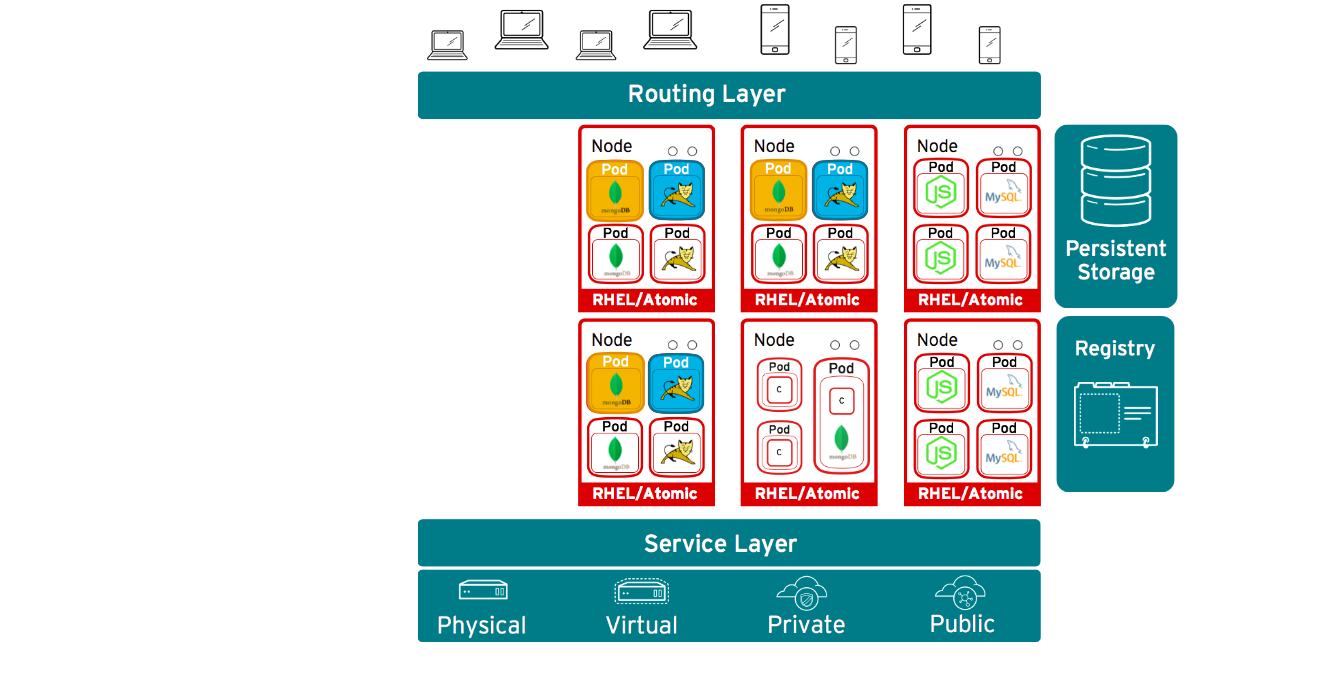 Routing Layer
Node
Pod
mongoDB
Pod
Pod
mongoDB
Pod
RHEL/Atomic
Node
Pod
mongoDB
Pod
Pod
mongoDB
Pod
RHEL/Atomic
Node
Pod
JS
Pod
MySQL
Pod
JS
Pod
MySQL
RHEL/Atomic
Persistent
Storage
Node
Pod
mongoDB
Pod
Pod
mongoDB
Pod
RHEL/Atomic
Node
Pod
C
Pod
C
Pod
C
mongoDB
RHEL/Atomic
Node
Pod
JS
Pod
MySQL
Pod
JS
Pod
MySQL
RHEL/Atomic
Registry
Service Layer
Physical
Virtual
Private
Public